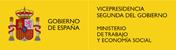 GOBIERNO
DE ESPAÑA
VICEPRESIDENCIA
SEGUNDA DEL GOBIERNO
MINISTERIO
DE TRABAJO
Y ECONOMÍA SOCIAL